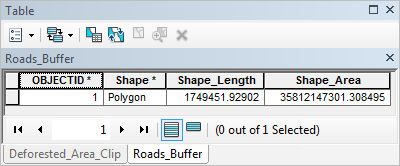 Table
Roads_Buffer
OBJECTID * Shape * Shape_Length Shape_Area
1 Polygon 1749451.92902 35812147301.308495
1 (0 out of 1 Selected)
Deforested_Area_Clip Roads_Buffer